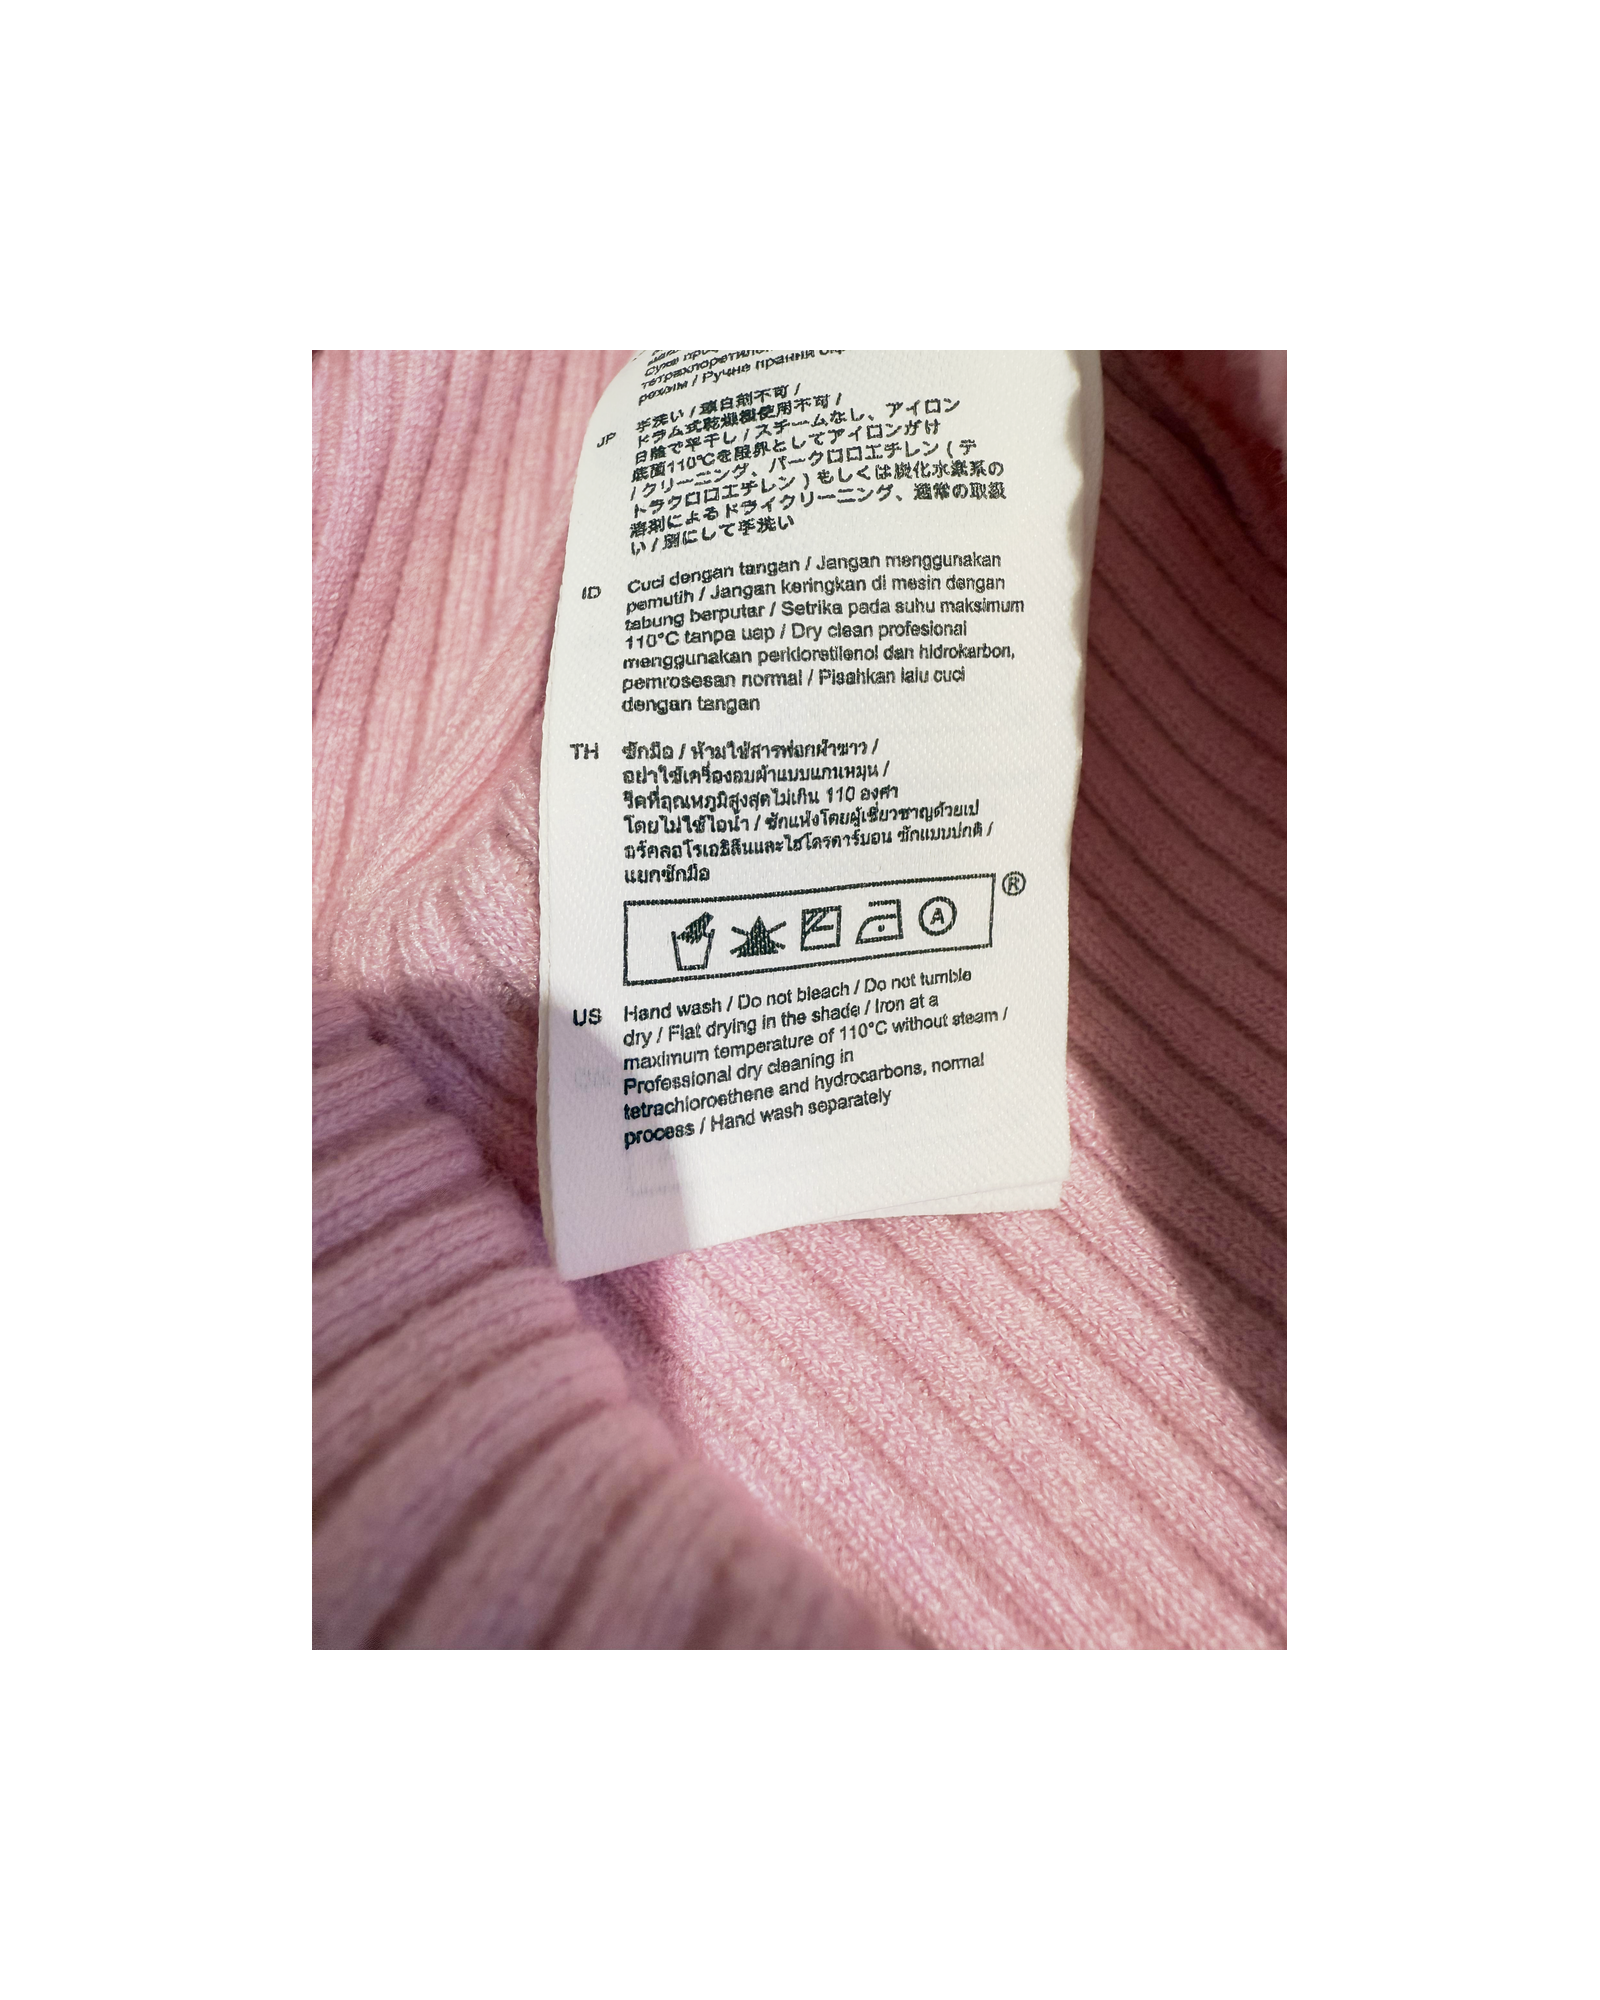 Сухе
тетрахлоретилен
режим / Ручне прання
JP
手洗い / 漂白剤不可 /
ドラム式乾燥機使用不可 /
日陰で平干し / スチームなし、アイロン
底面110℃を限界としてアイロンがけ
/ クリーニング、パークロロエチレン ( テ
トラクロロエチレン ) もしくは炭化水素系の
溶剤によるドライクリーニング、通常の取扱
い / 別にして手洗い
ID
Cuci dengan tangan / Jangan menggunakan
pemutih / Jangan keringkan di mesin dengan
tabung berputar / Setrika pada suhu maksimum
110°C tanpa uap / Dry clean profesional
menggunakan perkloroetilenol dan hidrokarbon,
pemrosesan normal / Pisahkan lalu cuci
dengan tangan
TH
ซักมือ / ห้ามใช้สารฟอกผ้าขาว /
อย่าใช้เครื่องอบผ้าแบบแกนหมุน /
รีดที่อุณหภูมิสูงสุดไม่เกิน 110 องศา
โดยไม่ใช้ไอน้ำ / ซักแห้งโดยผู้เชี่ยวชาญด้วยเป
อร์คลอโรเอธิลีนและไฮโดรคาร์บอน ซักแบบปกติ /
แยกซักมือ
A ®
US
Hand wash / Do not bleach / Do not tumble
dry / Flat drying in the shade / Iron at a
maximum temperature of 110°C without steam /
Professional dry cleaning in
tetrachloroethene and hydrocarbons, normal
process / Hand wash separately